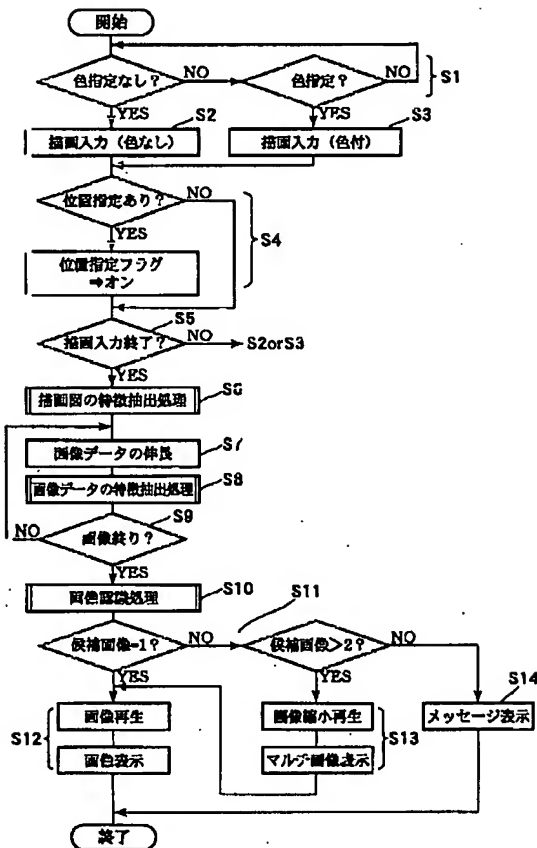 開始
色指定なし?
NO
色指定?
NO
S1
YES
S2
YES
S3
描画入力(色なし)
描画入力(色付)
位置指定あり?
NO
YES
S4
位置指定フラグ
⇒オン
S5
描画入力終了?
NO
S2orS3
YES
S6
描画図の特徴抽出処理
画像データの伸長
S7
画像データの特徴抽出処理
S8
S9
NO
画像終り?
YES
画像認識処理
S10
S11
候補画像=1?
NO
候補画像>2?
NO
YES
YES
S14
画像再生
画像縮小再生
メッセージ表示
S12
S13
画色表示
マルチ画像表示
終了